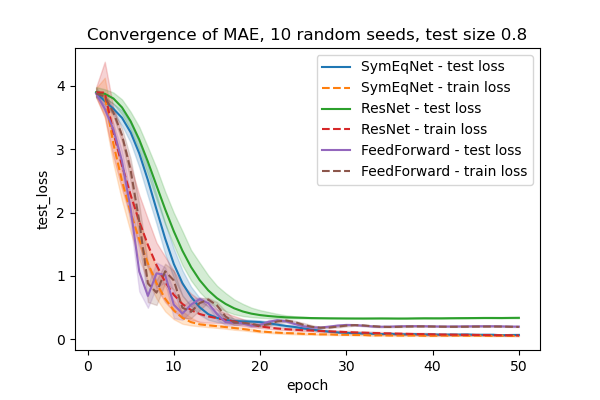 Convergence of MAE, 10 random seeds, test size 0.8
SymEqNet - test loss
SymEqNet - train loss
ResNet - test loss
ResNet - train loss
FeedForward - test loss
FeedForward - train loss
test_loss
4
3
2
1
0
0
10
20
30
40
50
epoch